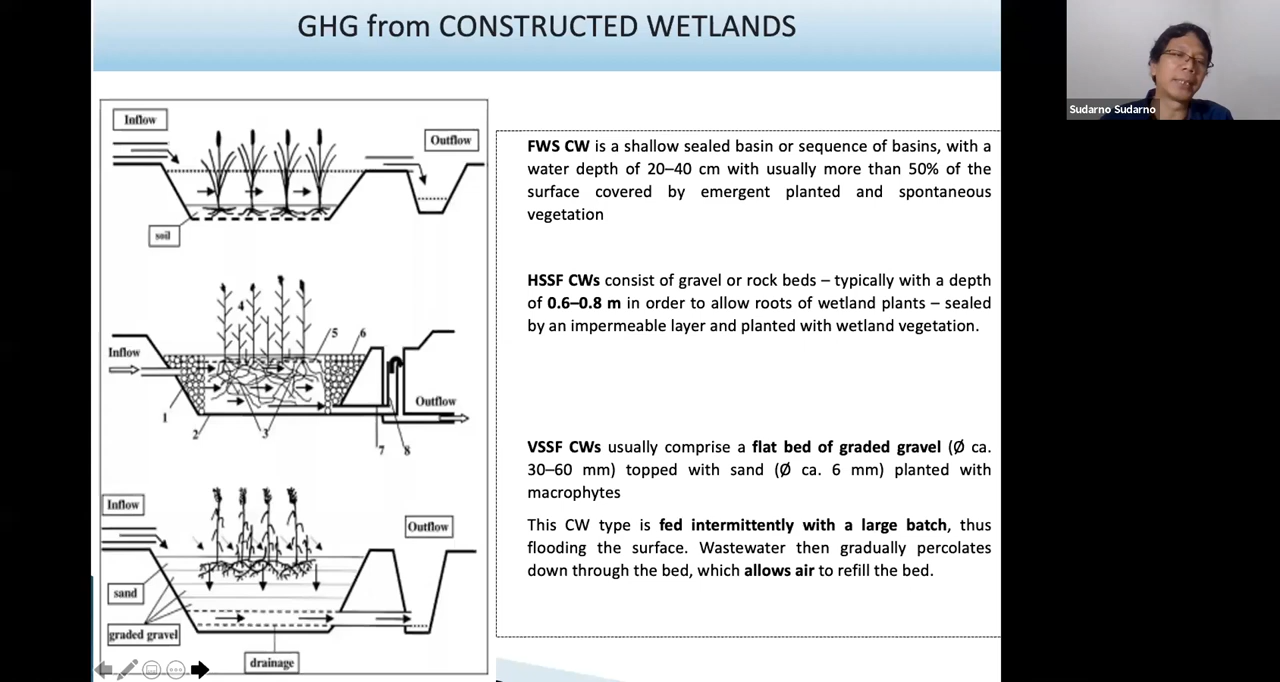 GHG from CONSTRUCTED WETLANDS
Sudarno Sudarno
Inflow
Outflow
soil
FWS CW is a shallow sealed basin or sequence of basins, with a
water depth of 20–40 cm with usually more than 50% of the
surface covered by emergent planted and spontaneous
vegetation
4
5
6
Inflow
Outflow
1
2
3
7
8
HSSF CWs consist of gravel or rock beds – typically with a depth
of 0.6–0.8 m in order to allow roots of wetland plants – sealed
by an impermeable layer and planted with wetland vegetation.
Inflow
Outflow
sand
graded gravel
drainage
VSSF CWs usually comprise a flat bed of graded gravel (Ø ca.
30–60 mm) topped with sand (Ø ca. 6 mm) planted with
macrophytes
This CW type is fed intermittently with a large batch, thus
flooding the surface. Wastewater then gradually percolates
down through the bed, which allows air to refill the bed.